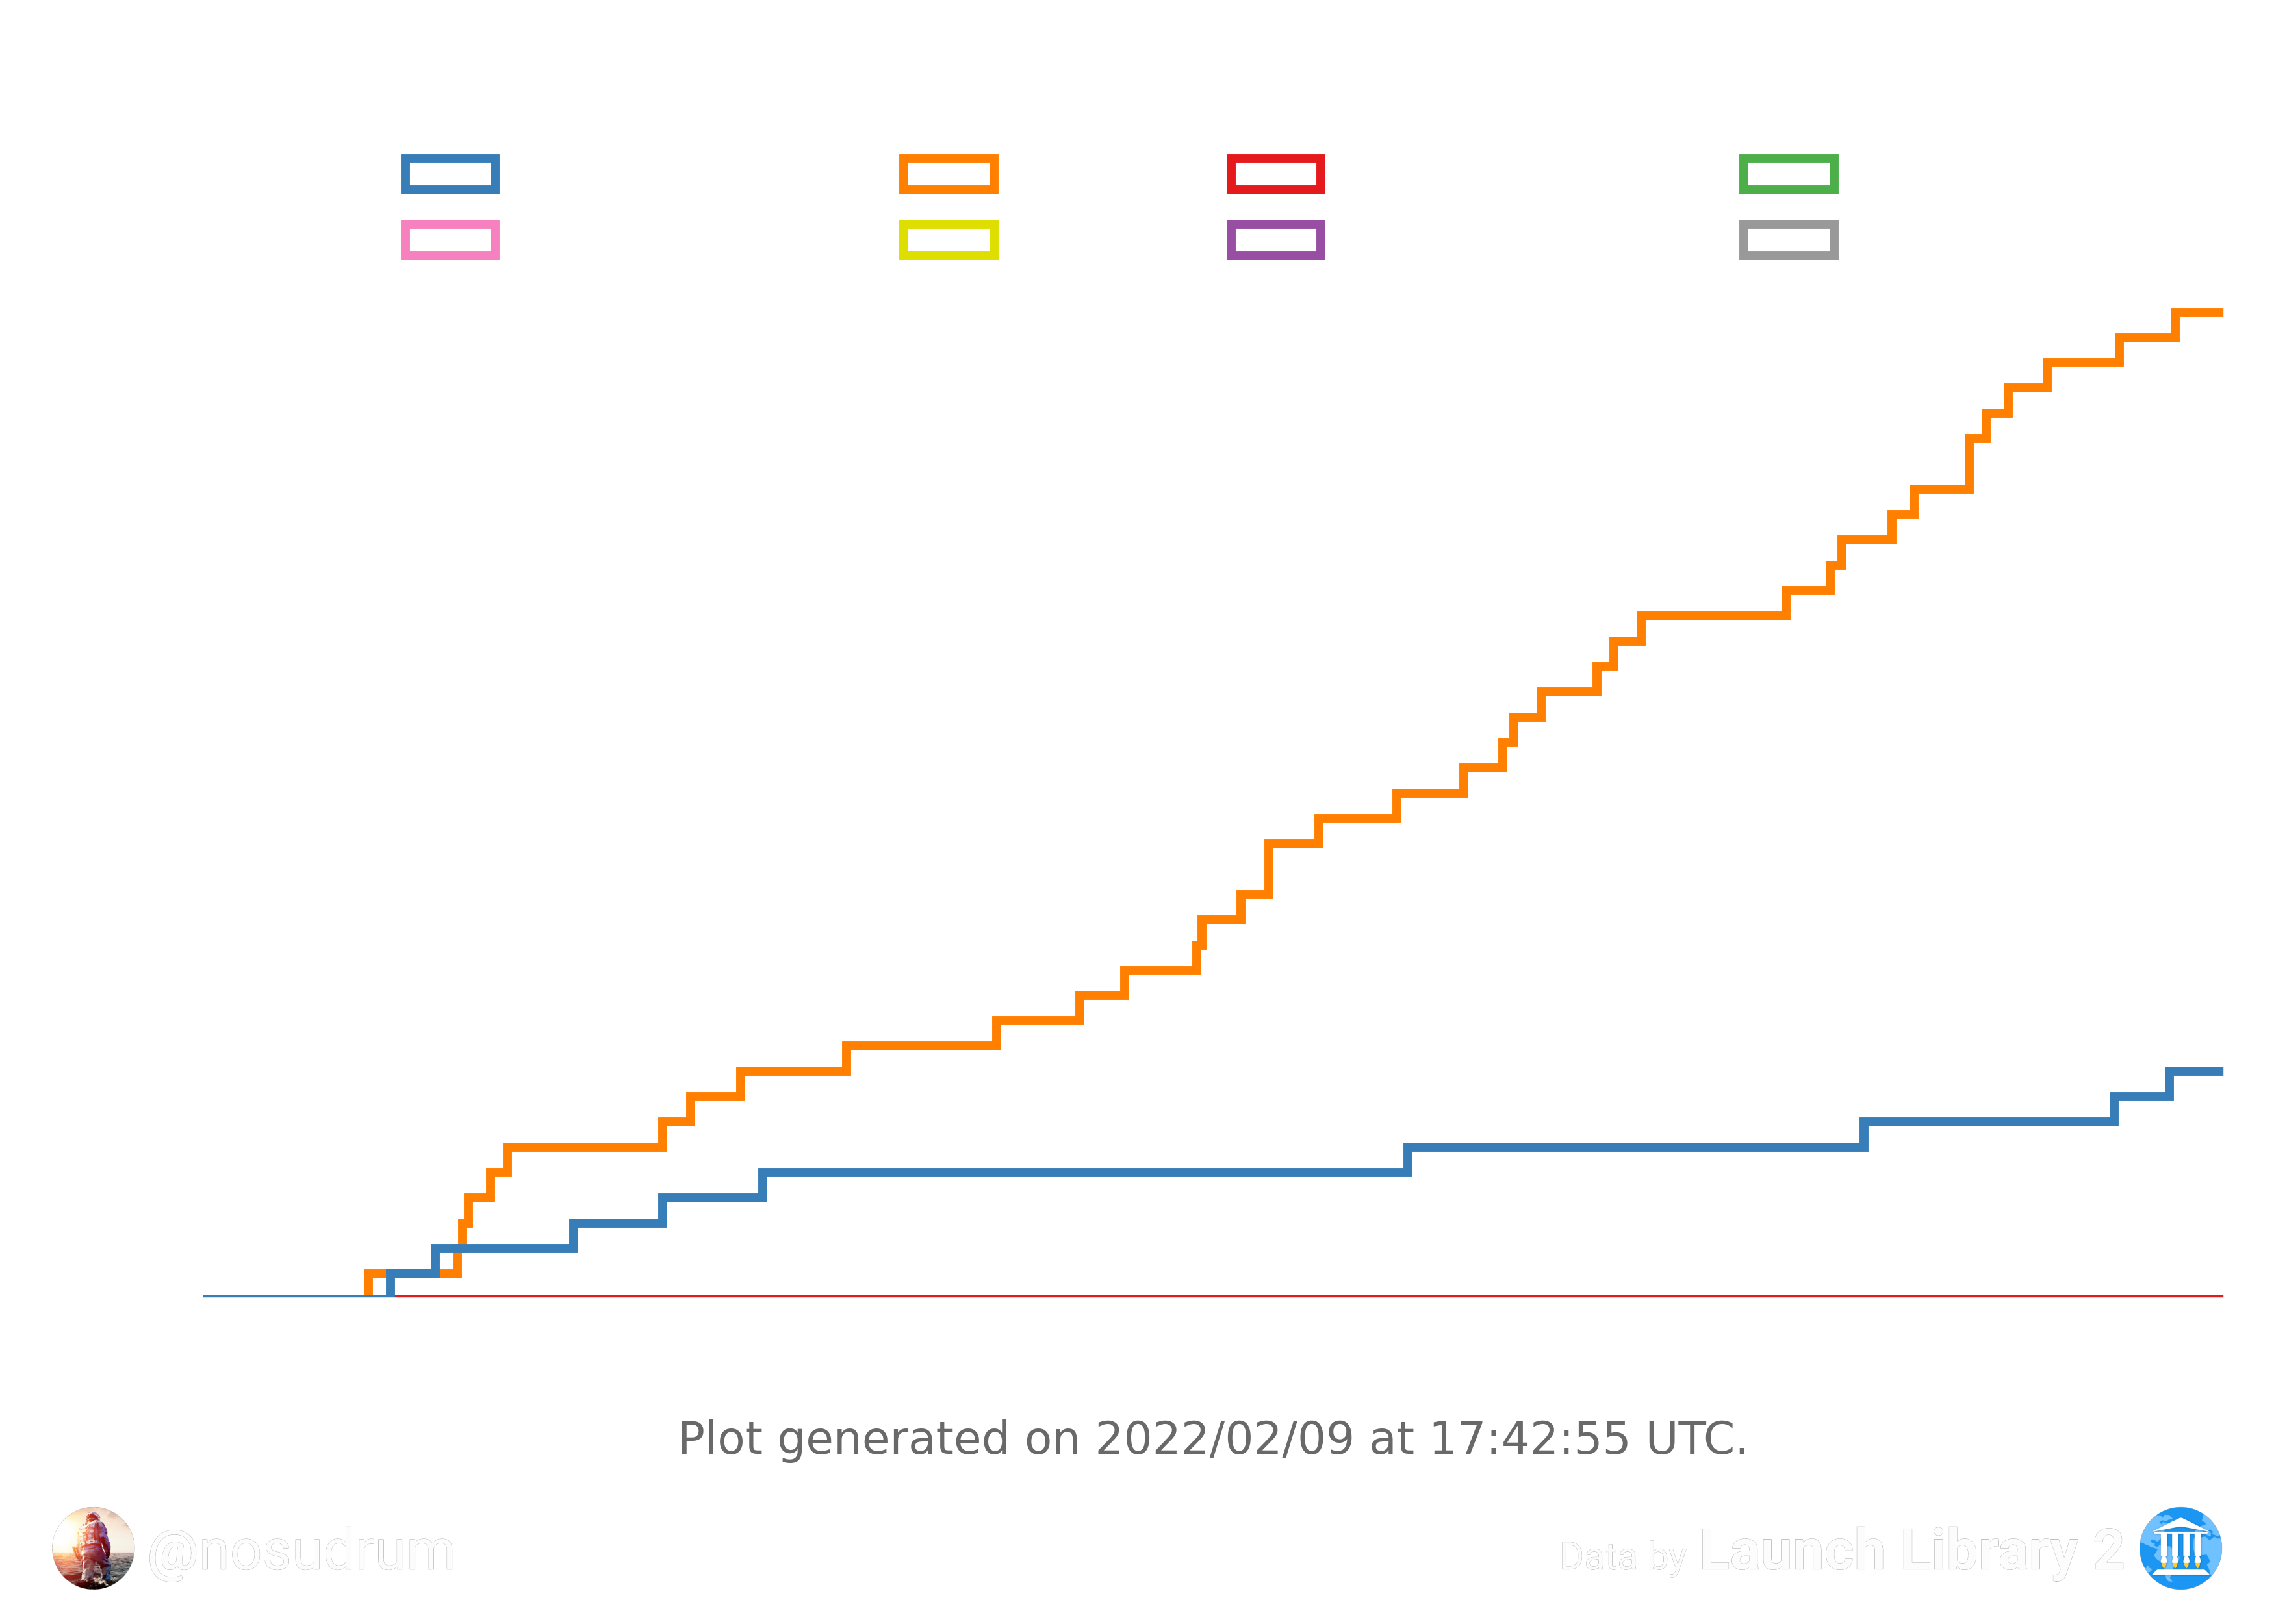 Plot generated on 2022/02/09 at 17:42:55 UTC.
@nosudrum
Data by Launch Library 2